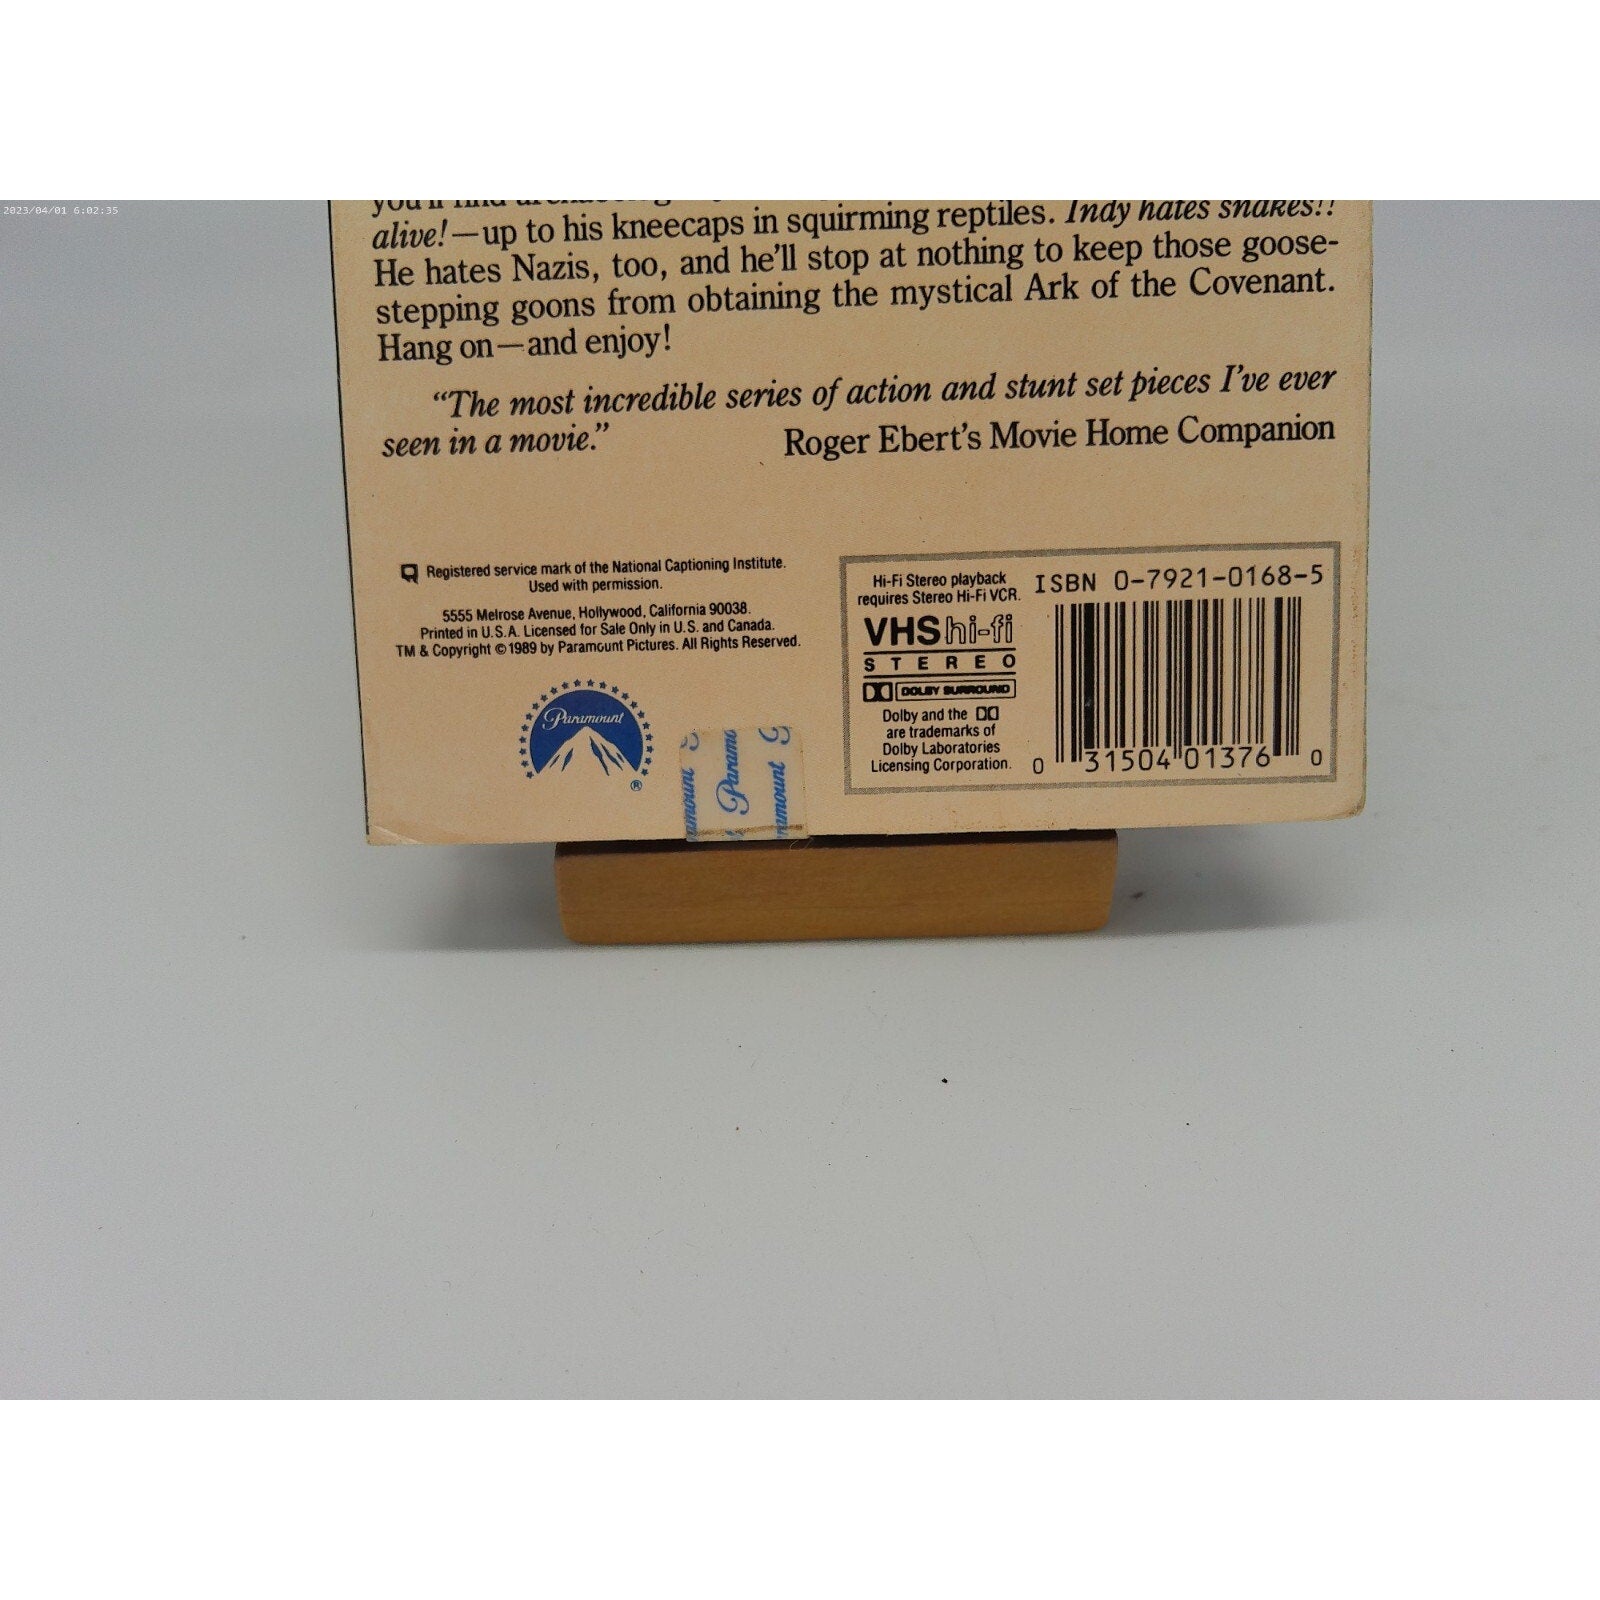 2023/04/01 6:02:35
you'll find
alive!—up to his kneecaps in squirming reptiles. Indy hates snakes!!
He hates Nazis, too, and he'll stop at nothing to keep those goose-
stepping goons from obtaining the mystical Ark of the Covenant.
Hang on—and enjoy!
"The most incredible series of action and stunt set pieces I've ever
seen in a movie." Roger Ebert's Movie Home Companion
Registered service mark of the National Captioning Institute.
Used with permission.
5555 Melrose Avenue, Hollywood, California 90038.
Printed in U.S.A. Licensed for Sale Only in U.S. and Canada.
TM & Copyright © 1989 by Paramount Pictures. All Rights Reserved.
Paramount
®
amount
Paramo
ramount
Hi-Fi Stereo playback
requires Stereo Hi-Fi VCR.
VHS hi-fi
STEREO
DOLBY SURROUND
Dolby and the
are trademarks of
Dolby Laboratories
Licensing Corporation.
ISBN 0-7921-0168-5
0 31504 01376 0